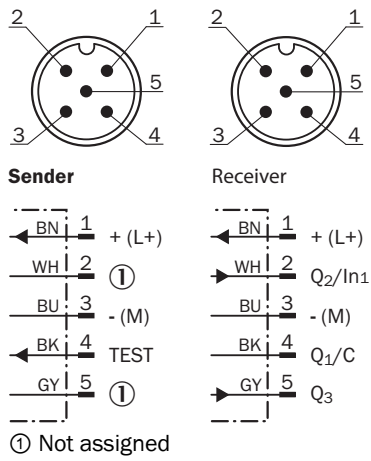 2 1 2 1
5 5
3 4 3 4
Sender Receiver
BN 1 + (L+) BN 1 + (L+)
WH 2 ① WH 2 Q2/In1
BU 3 - (M) BU 3 - (M)
BK 4 TEST BK 4 Q1/C
GY 5 ① GY 5 Q3
① Not assigned